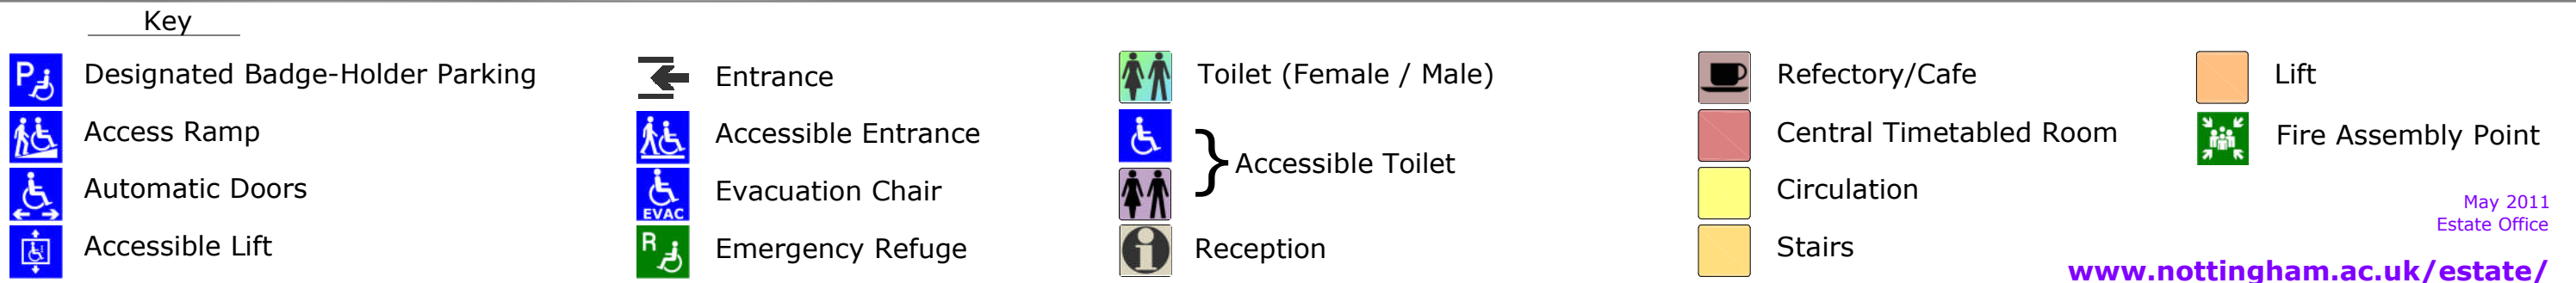 Key
Designated Badge-Holder Parking
Access Ramp
Automatic Doors
Accessible Lift
Entrance
Accessible Entrance
EVAC
Evacuation Chair
R
Emergency Refuge
Toilet (Female / Male)
Accessible Toilet
Reception
Refectory/Cafe
Central Timetabled Room
Circulation
Stairs
Lift
Fire Assembly Point
P
i
May 2011
Estate Office
www.nottingham.ac.uk/estate/